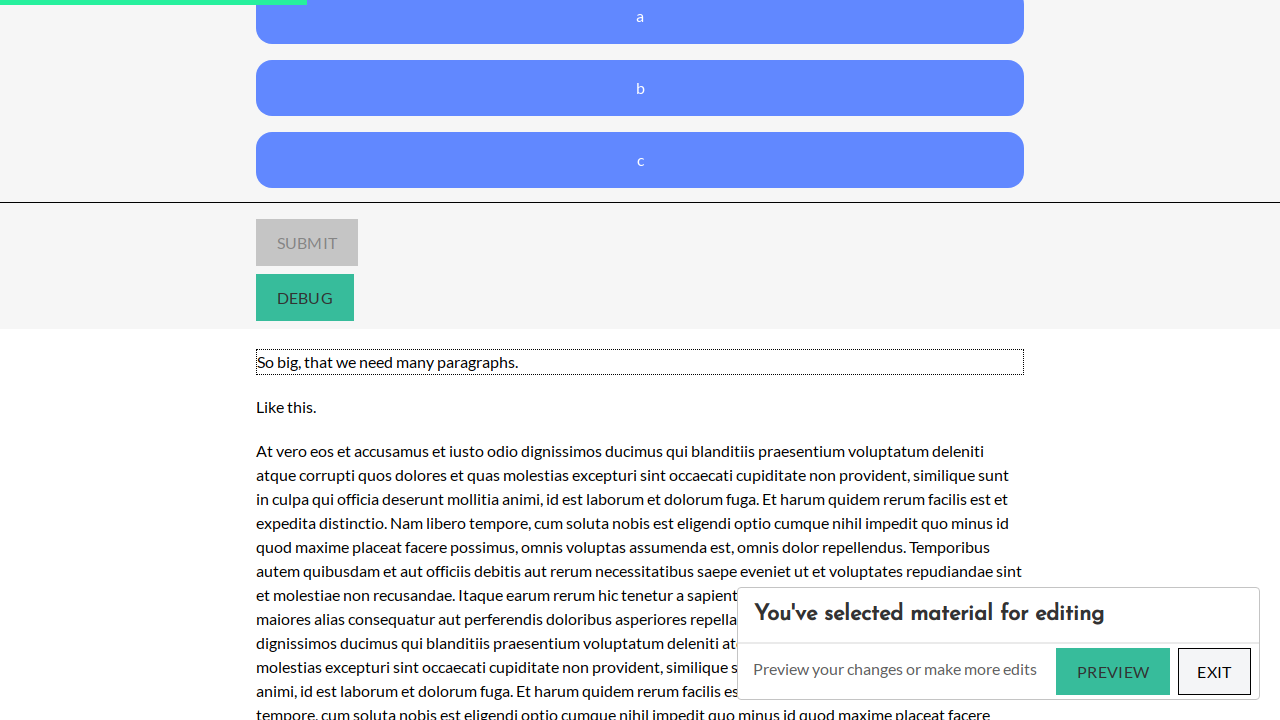 a
b
c
SUBMIT
DEBUG
So big, that we need many paragraphs.
Like this.
At vero eos et accusamus et iusto odio dignissimos ducimus qui blanditiis praesentium voluptatum deleniti
atque corrupti quos dolores et quas molestias excepturi sint occaecati cupiditate non provident, similique sunt
in culpa qui officia deserunt mollitia animi, id est laborum et dolorum fuga. Et harum quidem rerum facilis est et
expedita distinctio. Nam libero tempore, cum soluta nobis est eligendi optio cumque nihil impedit quo minus id
quod maxime placeat facere possimus, omnis voluptas assumenda est, omnis dolor repellendus. Temporibus
autem quibusdam et aut officiis debitis aut rerum necessitatibus saepe eveniet ut et voluptates repudiandae sint
et molestiae non recusandae. Itaque earum rerum hic tenetur a sapient
maiores alias consequatur aut perferendis doloribus asperiores repella
dignissimos ducimus qui blanditiis praesentium voluptatum deleniti at
molestias excepturi sint occaecati cupiditate non provident, similique s
animi, id est laborum et dolorum fuga. Et harum quidem rerum facilis es
tempore, cum soluta nobis est eligendi optio cumque nihil impedit quo minus id quod maxime placeat facere
You've selected material for editing
Preview your changes or make more edits
PREVIEW
EXIT